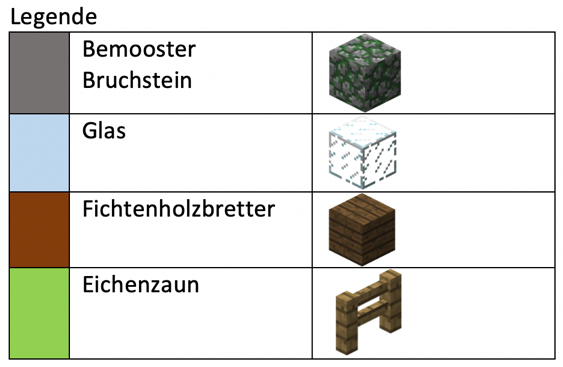 Legende
Bemooster
Bruchstein
Glas
Fichtenholzbretter
Eichenzaun